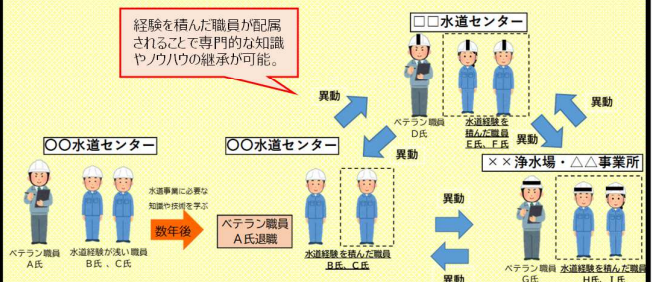 経験を積んだ職員が配属
されることで専門的な知識
やノウハウの継承が可能。
□□水道センター
異動
ベテラン職員
D氏
水道経験を
積んだ職員
E氏、F氏
異動
異動
異動
〇〇水道センター
〇〇水道センター
××浄水場・△△事業所
水道事業に必要な
知識や技術を学ぶ
数年後
ベテラン職員
A氏退職
異動
異動
ベテラン職員
A氏
水道経験が浅い職員
B氏、C氏
水道経験を積んだ職員
B氏、C氏
ベテラン職員
G氏
水道経験を積んだ職員
H氏、I氏